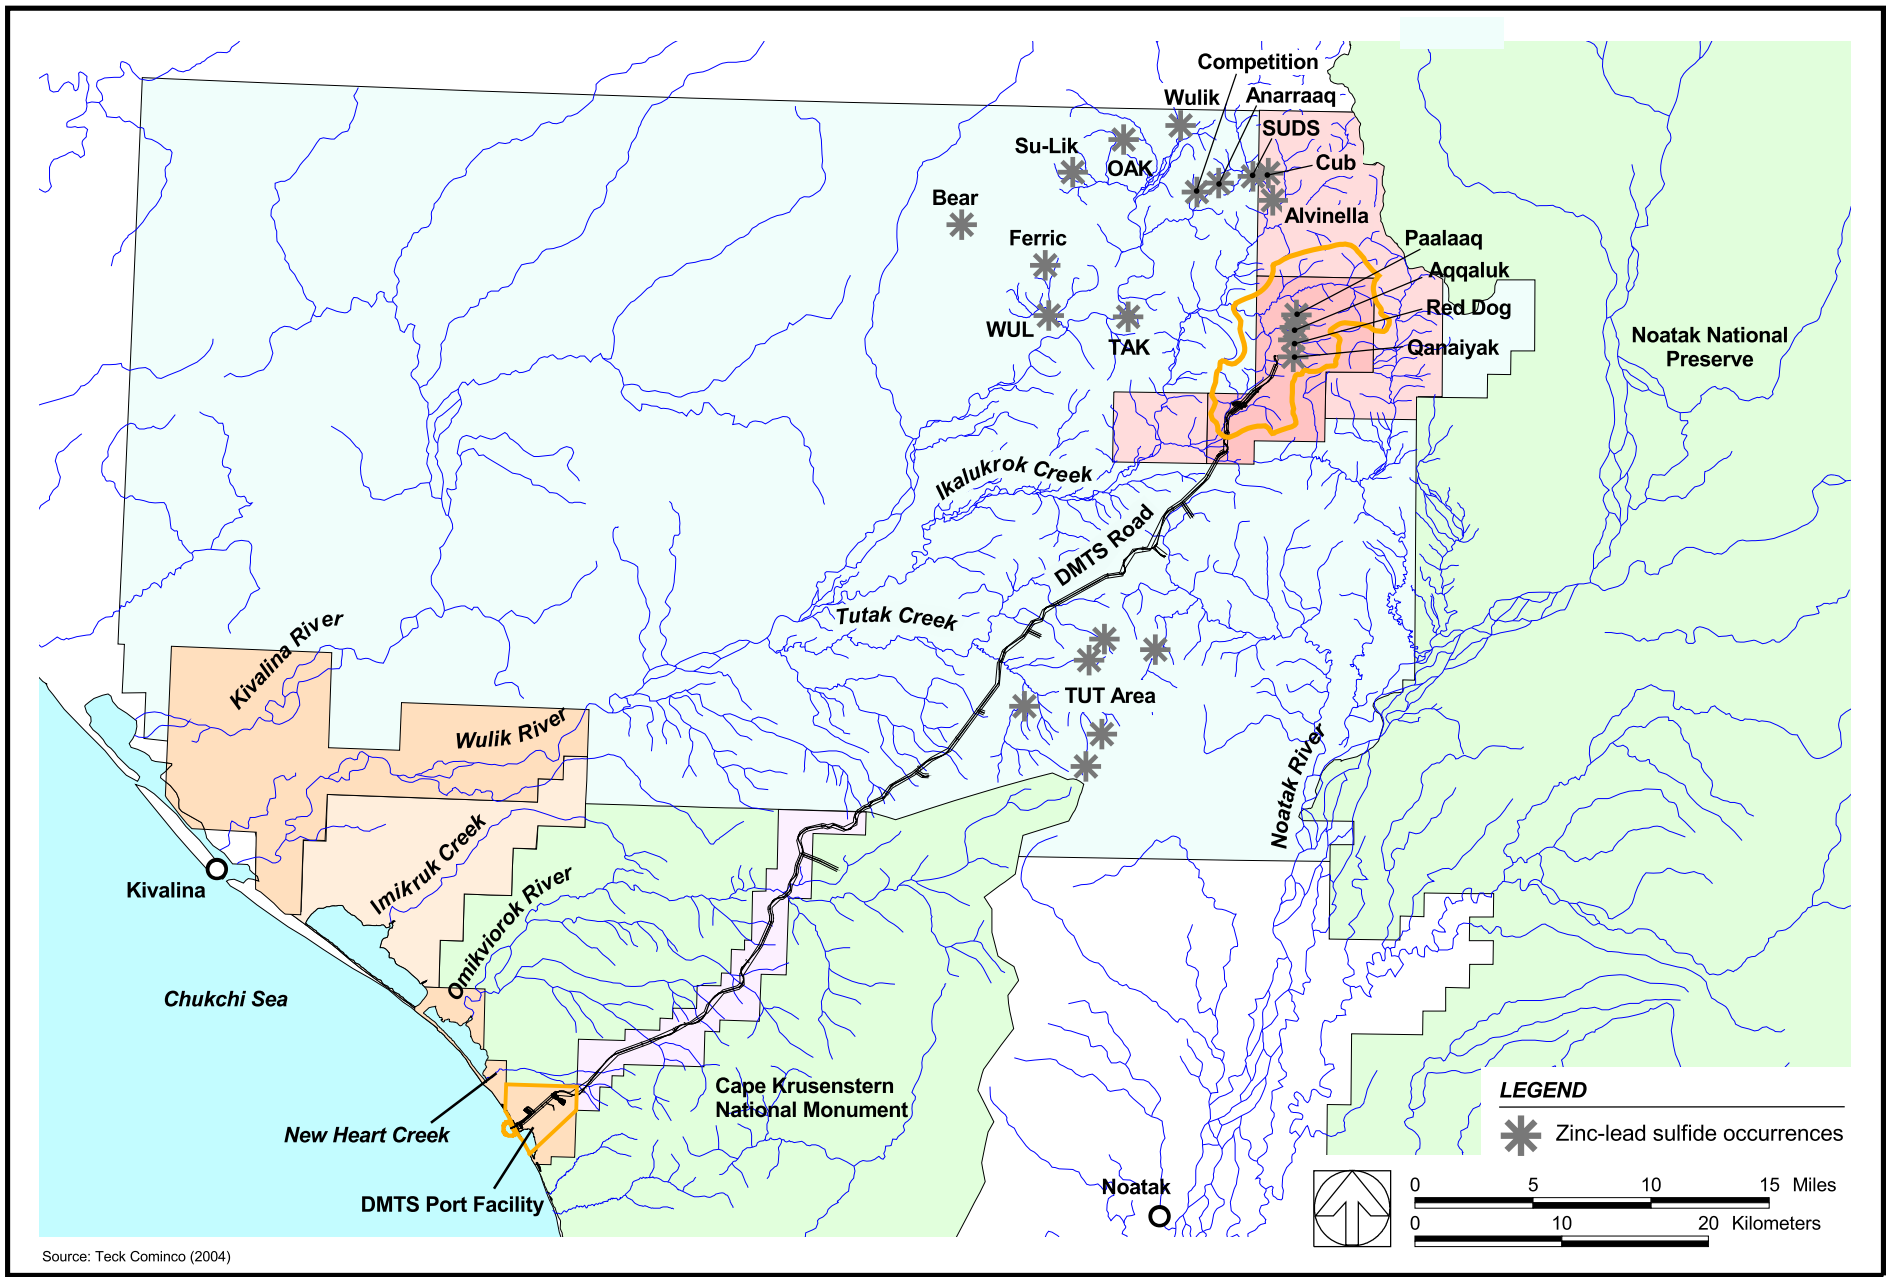 Competition
Wulik
Anarraaq
SUDS
Su-Lik
OAK
Cub
Bear
Alvinella
Ferric
Paalaaq
Aqqaluk
Red Dog
WUL
TAK
Qanaiyak
Noatak National
Preserve
Ikalukrok Creek
DMTS Road
Tutak Creek
Kivalina River
TUT Area
Wulik River
Noatak River
Imikruk Creek
Kivalina
Omikviorok River
Chukchi Sea
Cape Krusenstern
National Monument
New Heart Creek
DMTS Port Facility
Noatak
LEGEND
Zinc-lead sulfide occurrences
0 5 10 15 Miles
0 10 20 Kilometers
Source: Teck Cominco (2004)